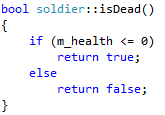 bool soldier::isDead()
{
    if (m_health <= 0)
        return true;
    else
        return false;
}